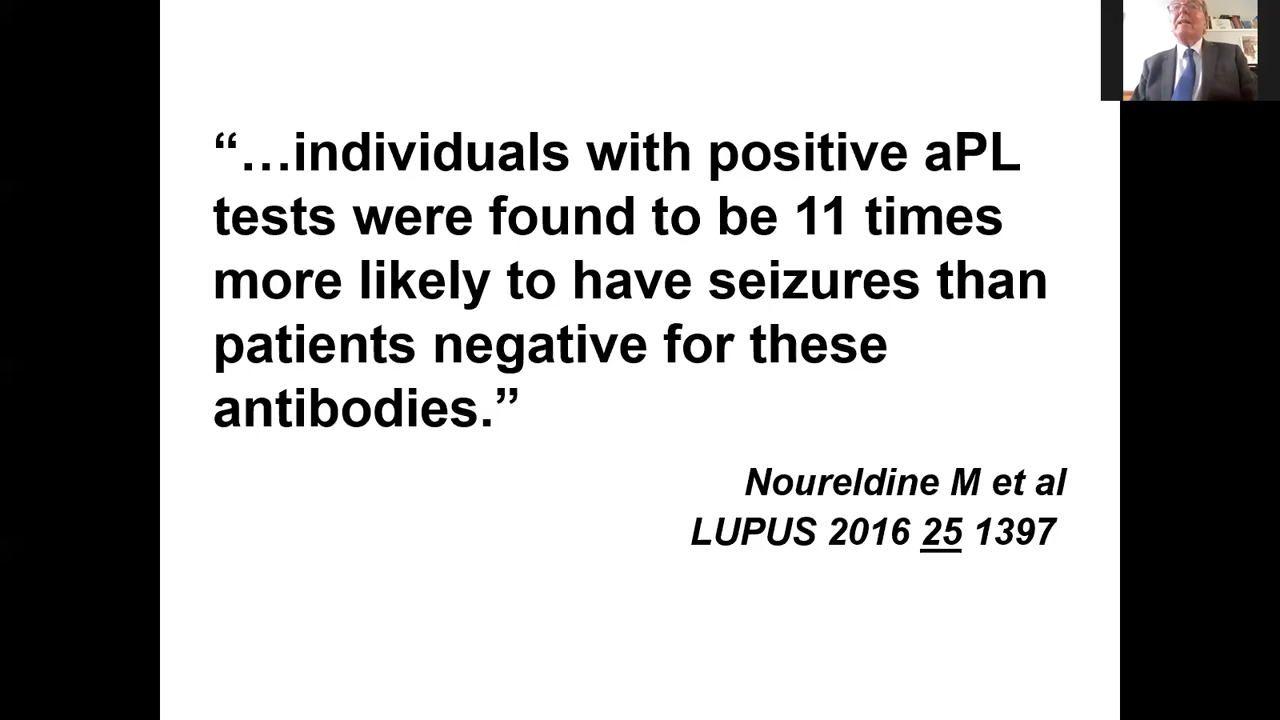 “…individuals with positive aPL
tests were found to be 11 times
more likely to have seizures than
patients negative for these
antibodies.”
Noureldine M et al
LUPUS 2016 25 1397